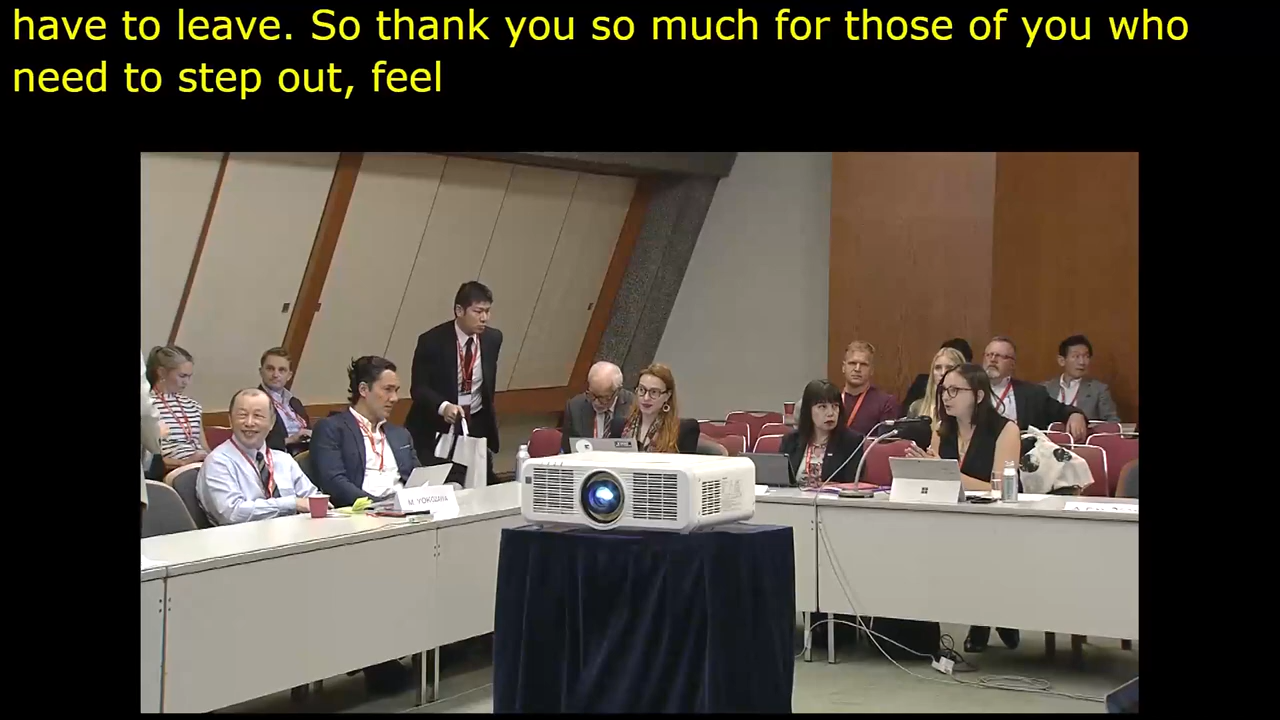 have to leave. So thank you so much for those of you who
need to step out, feel
M. YOKOZAWA